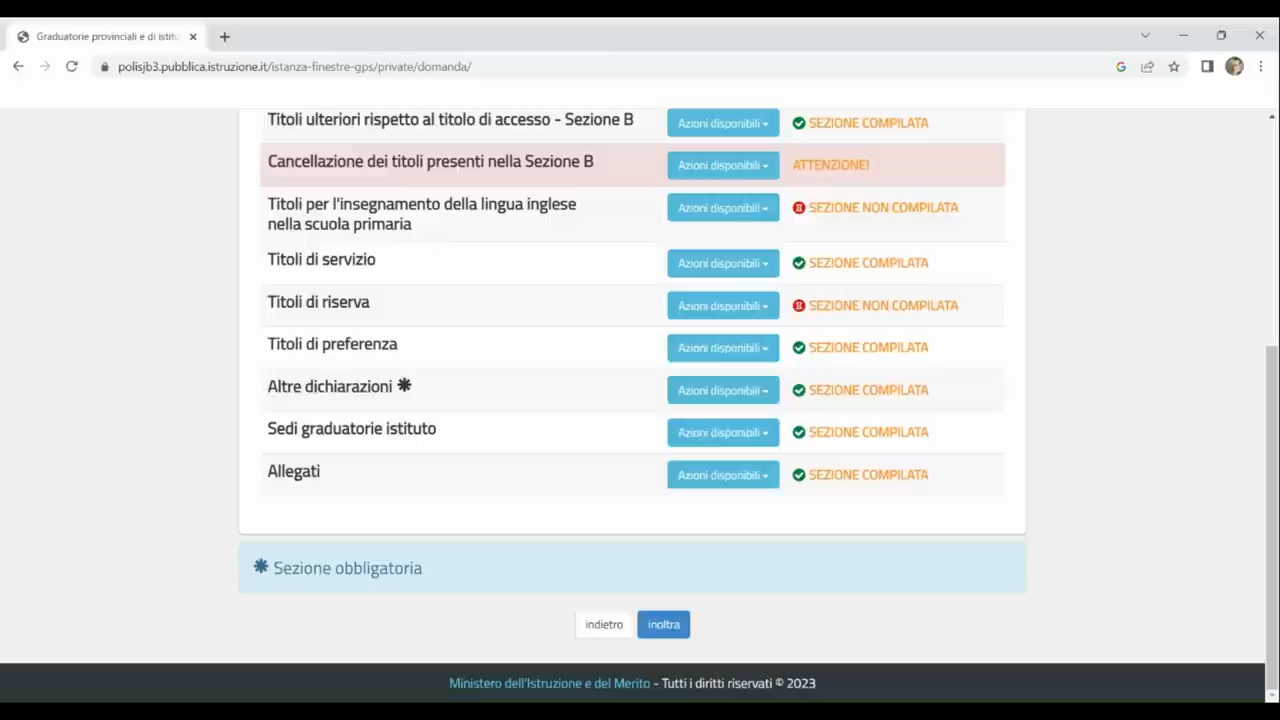 Graduatorie provinciali e di istitu
polisjb3.pubblica.istruzione.it/istanza-finestre-gps/private/domanda/
Titoli ulteriori rispetto al titolo di accesso - Sezione B Azioni disponibili SEZIONE COMPILATA
Cancellazione dei titoli presenti nella Sezione B Azioni disponibili ATTENZIONE!
Titoli per l'insegnamento della lingua inglese Azioni disponibili SEZIONE NON COMPILATA
nella scuola primaria
Titoli di servizio Azioni disponibili SEZIONE COMPILATA
Titoli di riserva Azioni disponibili SEZIONE NON COMPILATA
Titoli di preferenza Azioni disponibili SEZIONE COMPILATA
Altre dichiarazioni ✱ Azioni disponibili SEZIONE COMPILATA
Sedi graduatorie istituto Azioni disponibili SEZIONE COMPILATA
Allegati Azioni disponibili SEZIONE COMPILATA
✱ Sezione obbligatoria
indietro inoltra
Ministero dell'Istruzione e del Merito - Tutti i diritti riservati © 2023